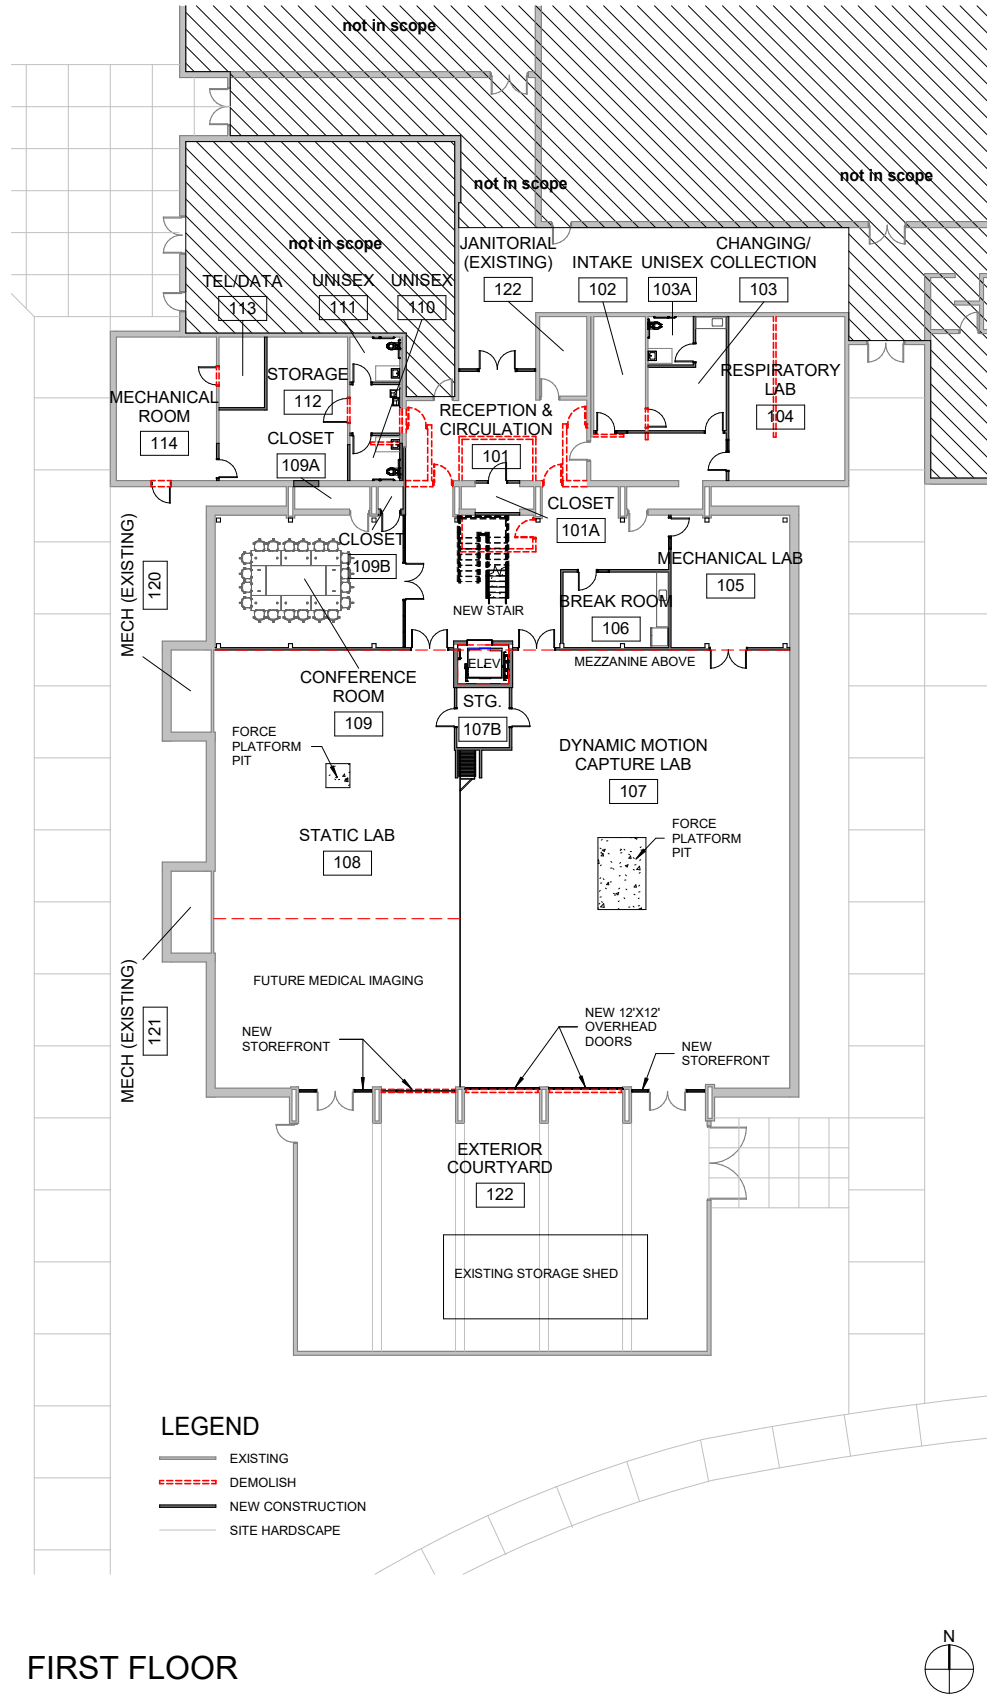 not in scope
not in scope
not in scope
not in scope
JANITORIAL
(EXISTING)
122
INTAKE
102
UNISEX
103A
CHANGING/
COLLECTION
103
TEL/DATA
113
UNISEX
111
UNISEX
110
MECHANICAL
ROOM
114
STORAGE
112
CLOSET
109A
RECEPTION &
CIRCULATION
101
RESPIRATORY
LAB
104
CLOSET
101A
CLOSET
109B
MECH (EXISTING)
120
MECHANICAL LAB
105
BREAK ROOM
106
NEW STAIR
MEZZANINE ABOVE
ELEV.
CONFERENCE
ROOM
109
STG.
107B
FORCE
PLATFORM
PIT
DYNAMIC MOTION
CAPTURE LAB
107
STATIC LAB
108
FORCE
PLATFORM
PIT
MECH (EXISTING)
121
FUTURE MEDICAL IMAGING
NEW
STOREFRONT
NEW 12'X12'
OVERHEAD
DOORS
NEW
STOREFRONT
EXTERIOR
COURTYARD
122
EXISTING STORAGE SHED
LEGEND
EXISTING
DEMOLISH
NEW CONSTRUCTION
SITE HARDSCAPE
FIRST FLOOR
N